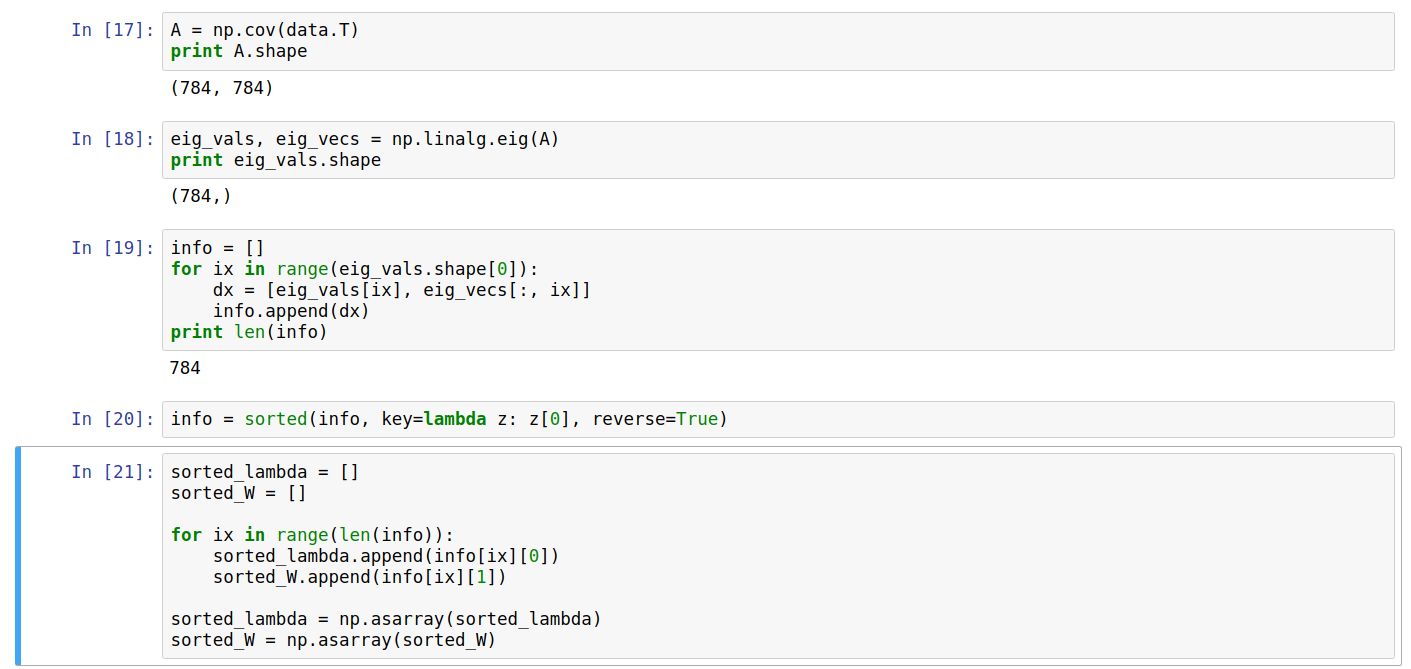 In [17]: A = np.cov(data.T)
print A.shape
(784, 784)
In [18]: eig_vals, eig_vecs = np.linalg.eig(A)
print eig_vals.shape
(784,)
In [19]: info = []
for ix in range(eig_vals.shape[0]):
    dx = [eig_vals[ix], eig_vecs[:, ix]]
    info.append(dx)
print len(info)
784
In [20]: info = sorted(info, key=lambda z: z[0], reverse=True)
In [21]: sorted_lambda = []
sorted_W = []
for ix in range(len(info)):
    sorted_lambda.append(info[ix][0])
    sorted_W.append(info[ix][1])
sorted_lambda = np.asarray(sorted_lambda)
sorted_W = np.asarray(sorted_W)